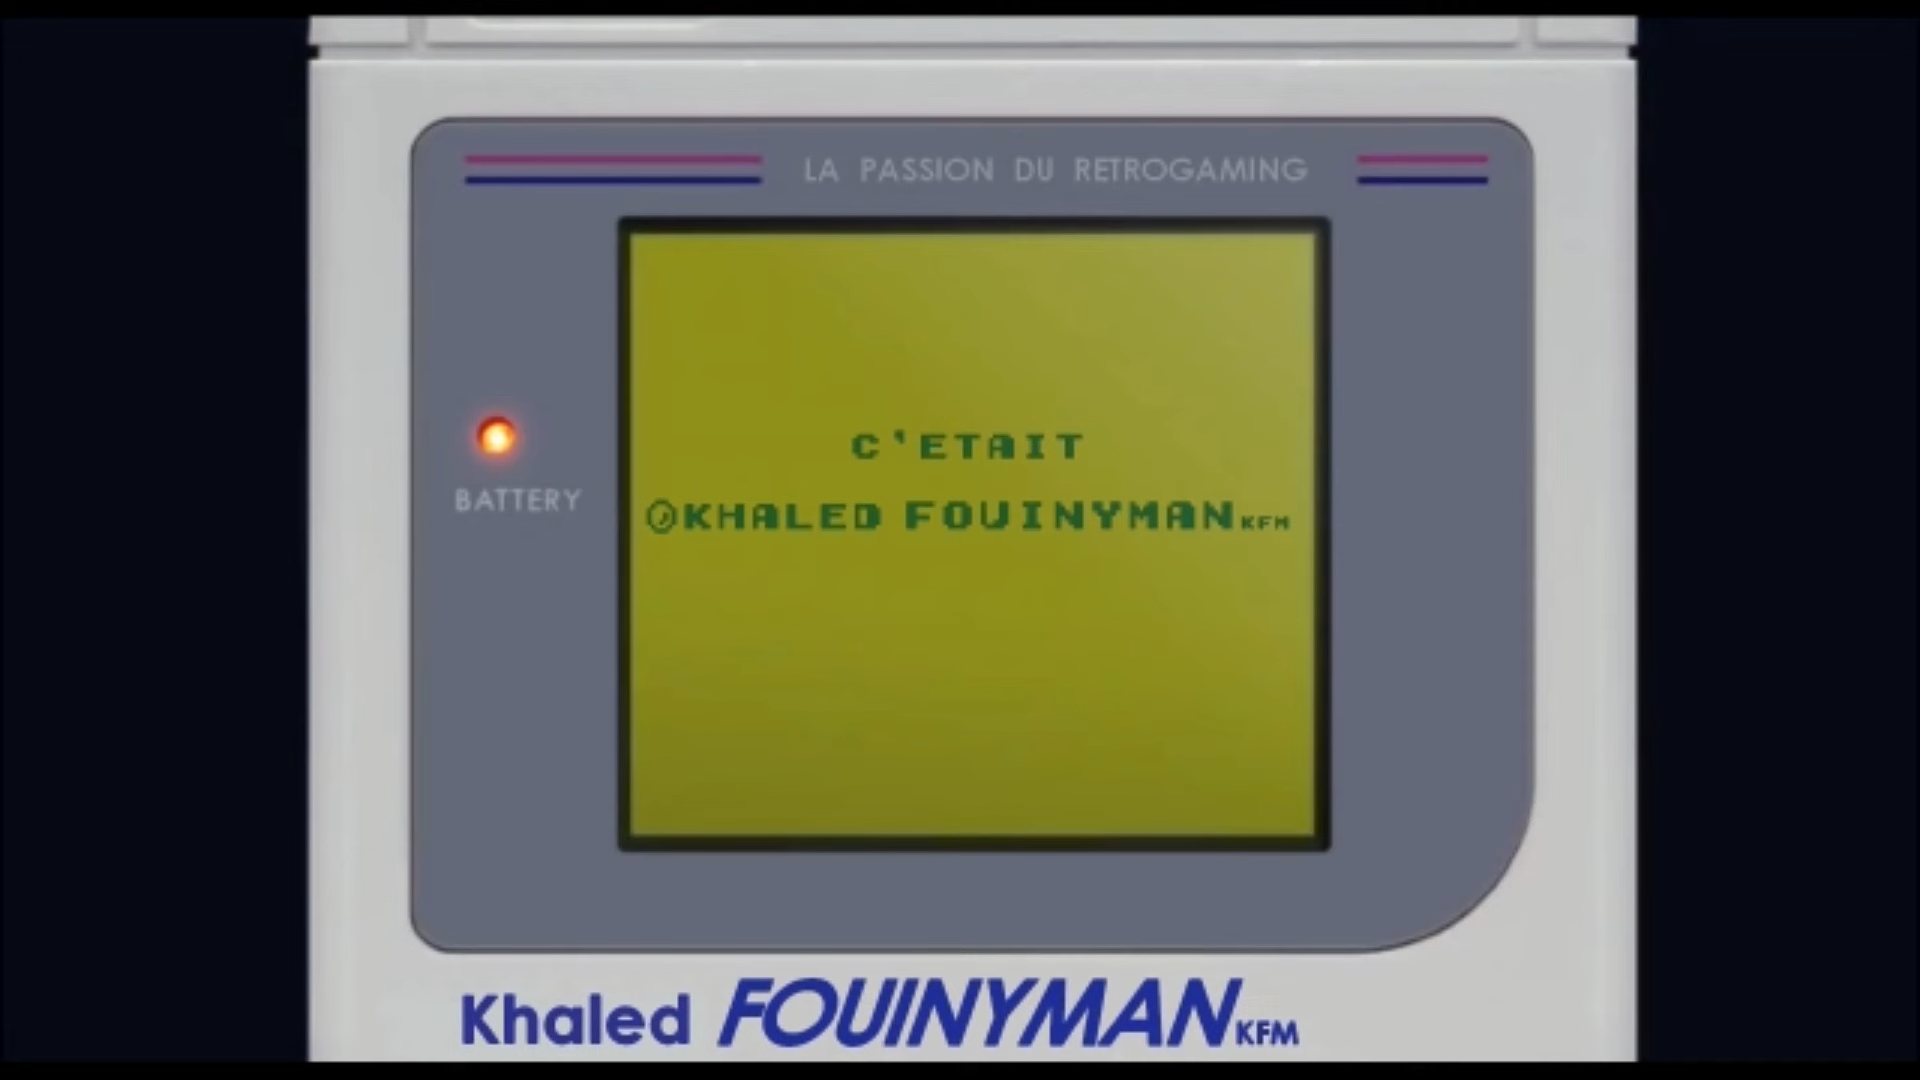 LA PASSION DU RETROGAMING
C'ETAIT
KHALED FOUINYMAN KFM
BATTERY
Khaled FOUINYMAN KFM